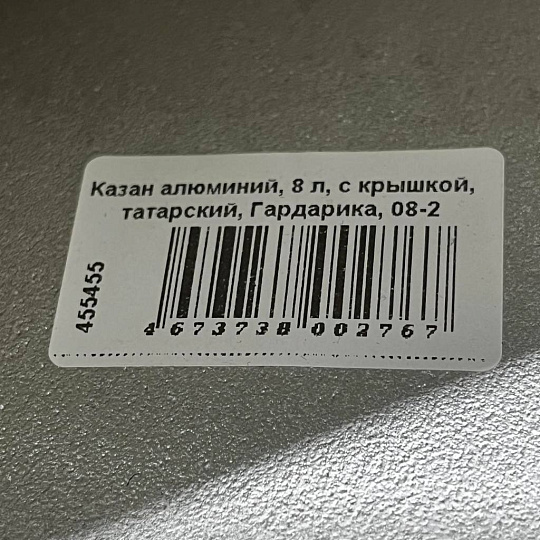 Казан алюминий, 8 л, с крышкой,
татарский, Гардарика, 08-2
455455
4 673738 002767